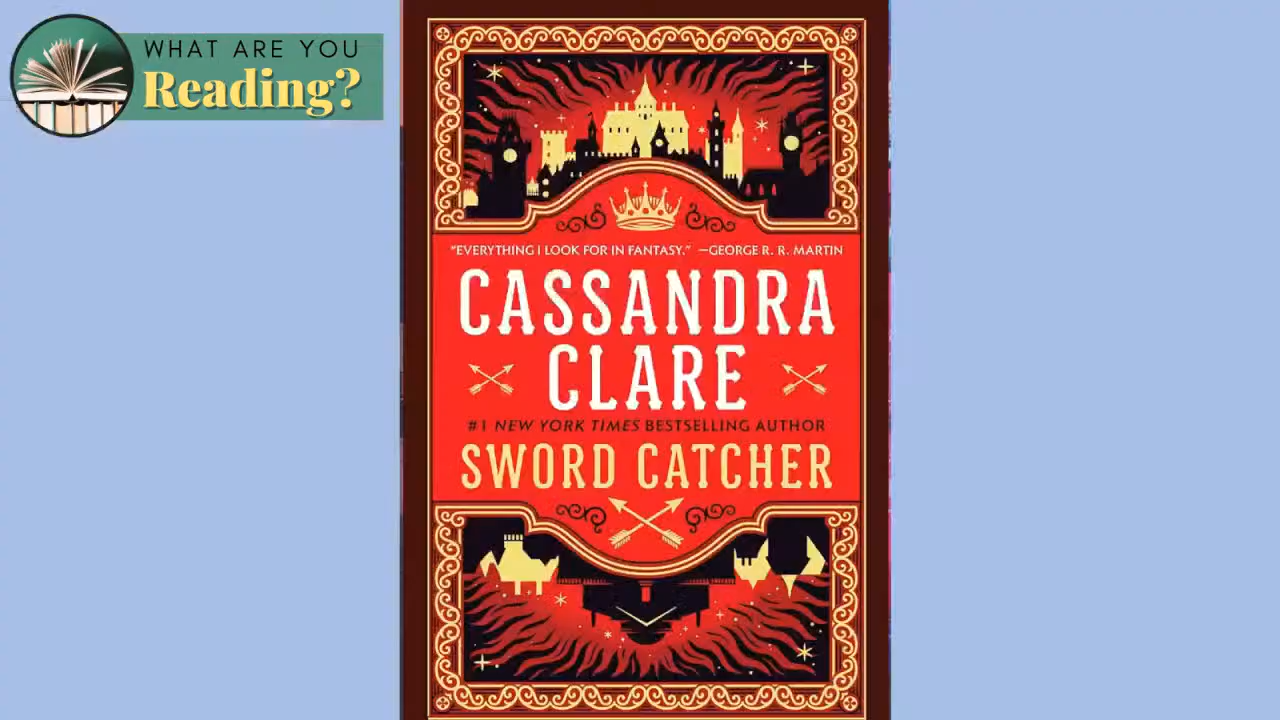 WHAT ARE YOU
Reading?
“EVERYTHING I LOOK FOR IN FANTASY.” —GEORGE R. R. MARTIN
CASSANDRA
CLARE
#1 NEW YORK TIMES BESTSELLING AUTHOR
SWORD CATCHER